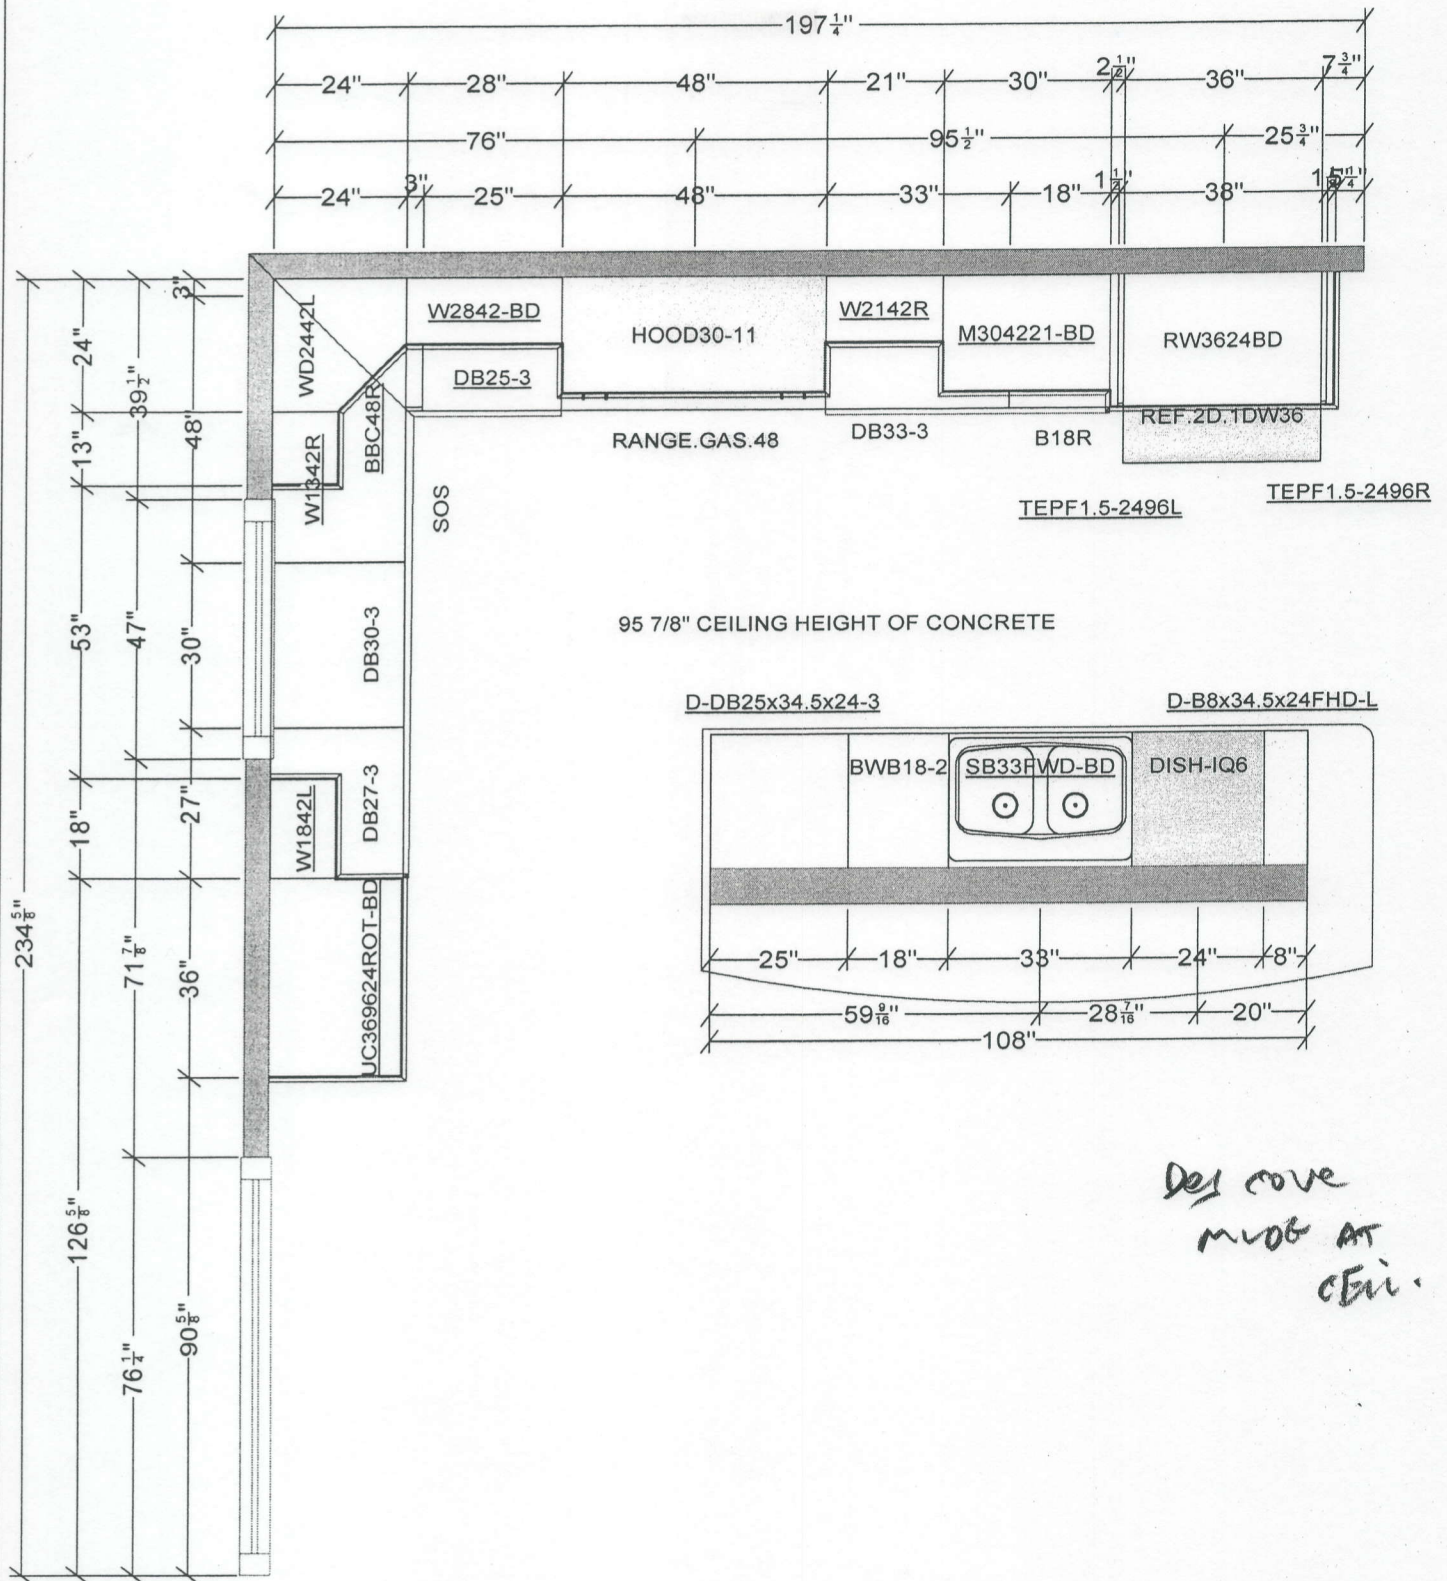 197 1/4"
24" 28" 48" 21" 30" 2 1/2" 36" 7 3/4"
76" 95 1/2" 25 3/4"
24" 3" 25" 48" 33" 18" 38"
3"
24"
39 1/2"
48"
13"
53"
47"
30"
18"
27"
234 5/8"
71 7/8"
36"
126 5/8"
76 1/4"
90 5/8"
WD2442L
W2842-BD
HOOD30-11
W2142R
M304221-BD
RW3624BD
DB25-3
BBC48R
W1342R
RANGE.GAS.48
DB33-3
B18R
REF.2D.1DW36
SOS
TEPF1.5-2496L
TEPF1.5-2496R
DB30-3
95 7/8" CEILING HEIGHT OF CONCRETE
D-DB25x34.5x24-3
D-B8x34.5x24FHD-L
DB27-3
W1842L
BWB18-2
SB33FWD-BD
DISH-IQ6
UC369624ROT-BD
25" 18" 33" 24" 8"
59 9/16" 28 7/16" 20"
108"
cove
AT
CEil.